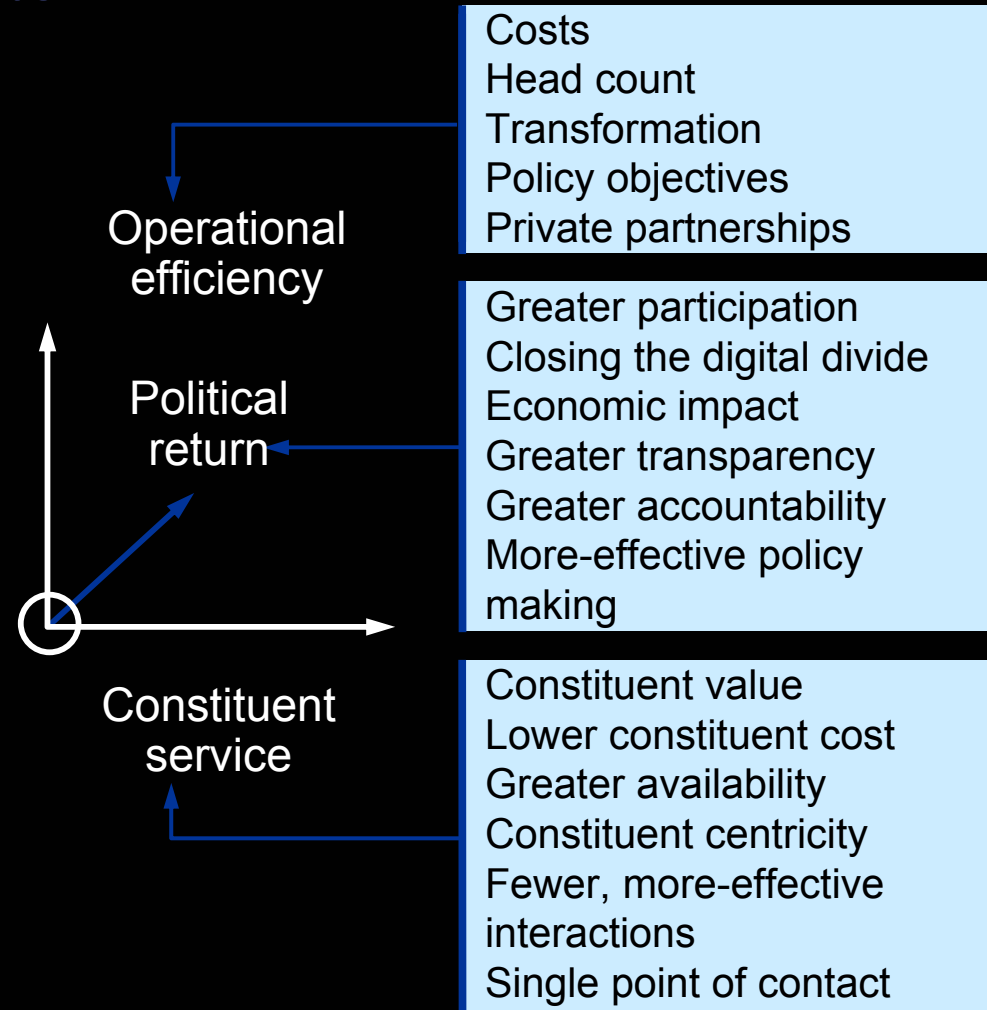 Costs
Head count
Transformation
Policy objectives
Private partnerships
Operational
efficiency
Greater participation
Closing the digital divide
Economic impact
Greater transparency
Greater accountability
More-effective policy
making
Political
return
Constituent value
Lower constituent cost
Greater availability
Constituent centricity
Fewer, more-effective
interactions
Single point of contact
Constituent
service